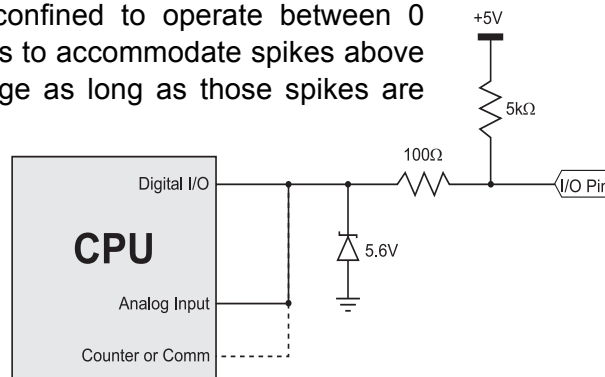 confined to operate between 0
s to accommodate spikes above
ge as long as those spikes are
+5V
5kΩ
100Ω
Digital I/O
I/O Pin
CPU
5.6V
Analog Input
Counter or Comm